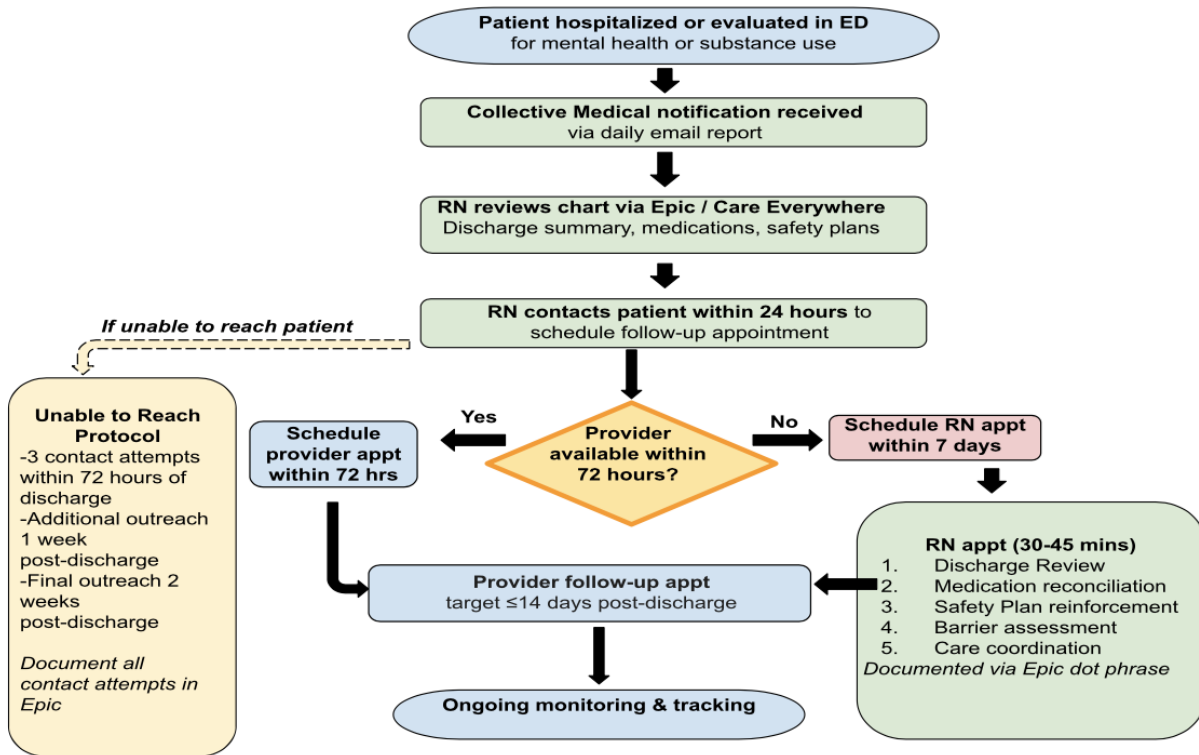 Patient hospitalized or evaluated in ED
for mental health or substance use
Collective Medical notification received
via daily email report
RN reviews chart via Epic / Care Everywhere
Discharge summary, medications, safety plans
RN contacts patient within 24 hours to
schedule follow-up appointment
If unable to reach patient
Unable to Reach
Protocol
-3 contact attempts
within 72 hours of
discharge
-Additional outreach
1 week
post-discharge
-Final outreach 2
weeks
post-discharge
Document all
contact attempts in
Epic
Provider
available within
72 hours?
Yes
Schedule
provider appt
within 72 hrs
No
Schedule RN appt
within 7 days
RN appt (30-45 mins)
1. Discharge Review
2. Medication reconciliation
3. Safety Plan reinforcement
4. Barrier assessment
5. Care coordination
Documented via Epic dot phrase
Provider follow-up appt
target ≤14 days post-discharge
Ongoing monitoring & tracking